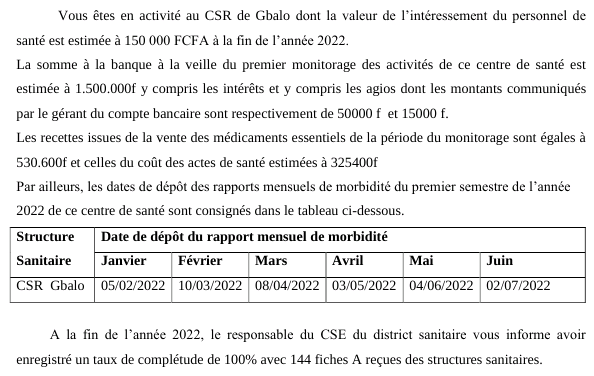 Vous êtes en activité au CSR de Gbalo dont la valeur de l’intéressement du personnel de
santé est estimée à 150 000 FCFA à la fin de l’année 2022.
La somme à la banque à la veille du premier monitorage des activités de ce centre de santé est
estimée à 1.500.000f y compris les intérêts et y compris les agios dont les montants communiqués
par le gérant du compte bancaire sont respectivement de 50000 f et 15000 f.
Les recettes issues de la vente des médicaments essentiels de la période du monitorage sont égales à
530.600f et celles du coût des actes de santé estimées à 325400f
Par ailleurs, les dates de dépôt des rapports mensuels de morbidité du premier semestre de l’année
2022 de ce centre de santé sont consignés dans le tableau ci-dessous.
Structure Date de dépôt du rapport mensuel de morbidité
Sanitaire Janvier Février Mars Avril Mai Juin
CSR Gbalo 05/02/2022 10/03/2022 08/04/2022 03/05/2022 04/06/2022 02/07/2022
A la fin de l’année 2022, le responsable du CSE du district sanitaire vous informe avoir
enregistré un taux de complétude de 100% avec 144 fiches A reçues des structures sanitaires.